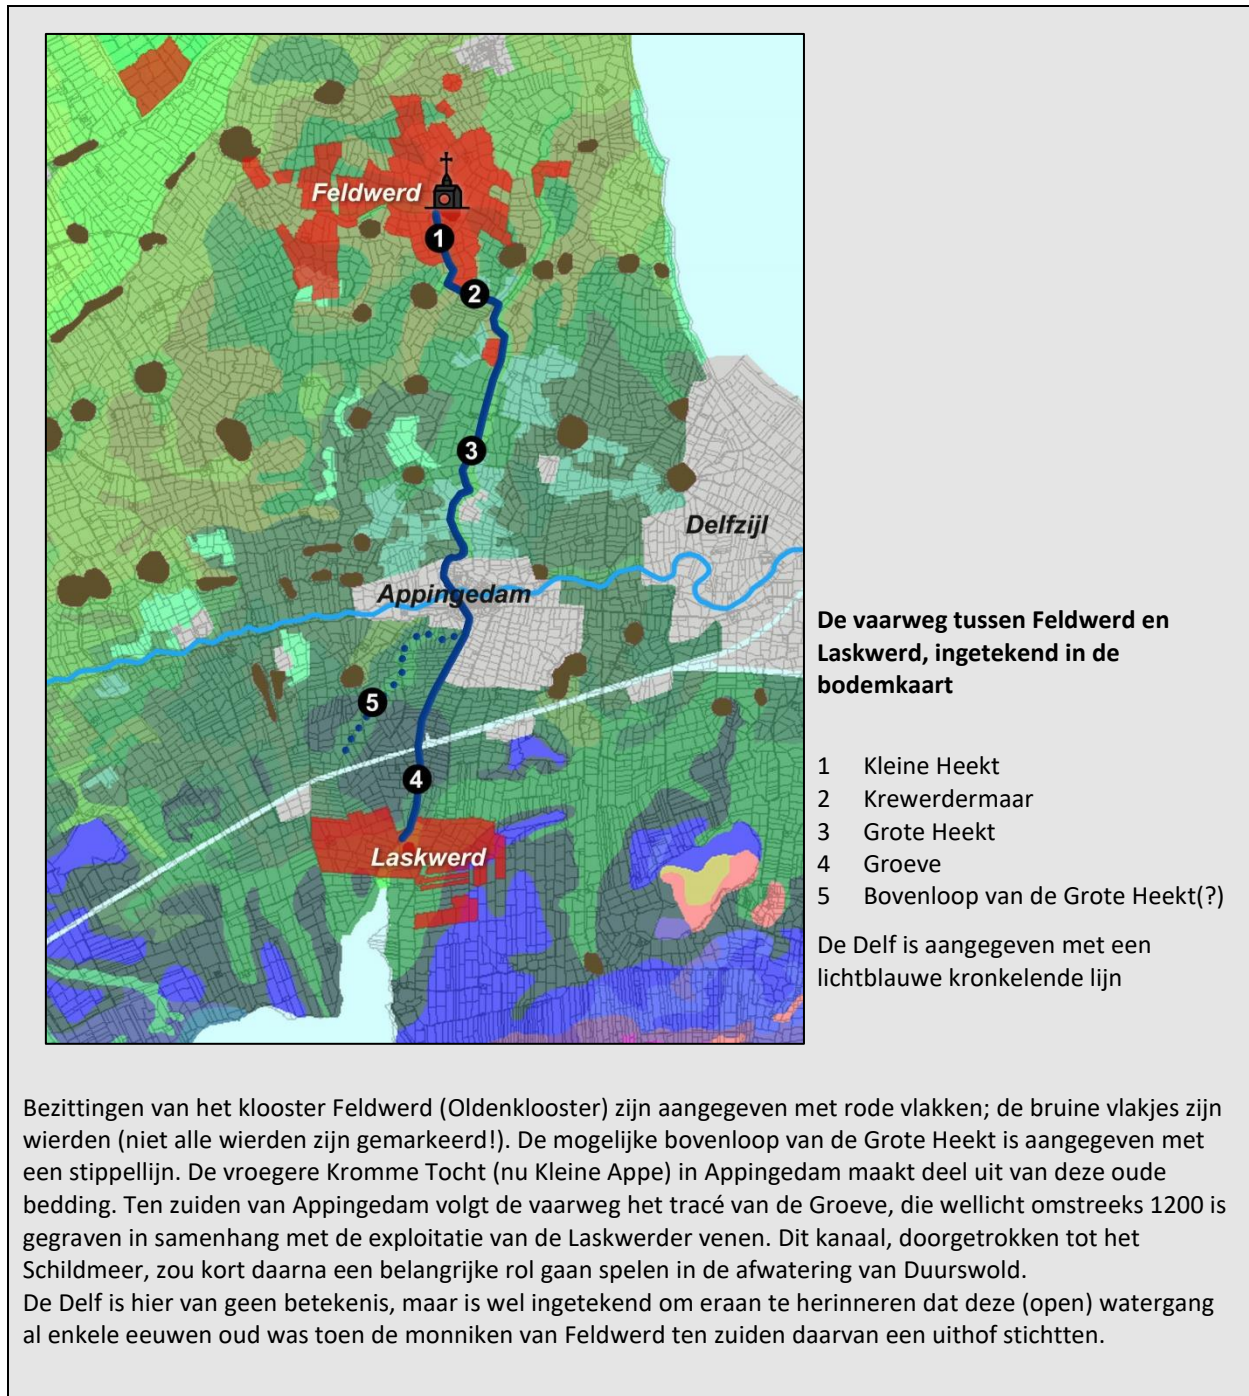 Feldwerd
1
2
3
Delfzijl
Appingedam
5
4
Laskwerd
De vaarweg tussen Feldwerd en
Laskwerd, ingetekend in de
bodemkaart
1 Kleine Heekt
2 Krewerdermaar
3 Grote Heekt
4 Groeve
5 Bovenloop van de Grote Heekt(?)
De Delf is aangegeven met een
lichtblauwe kronkelende lijn
Bezittingen van het klooster Feldwerd (Oldenklooster) zijn aangegeven met rode vlakken; de bruine vlakjes zijn
wierden (niet alle wierden zijn gemarkeerd!). De mogelijke bovenloop van de Grote Heekt is aangegeven met
een stippellijn. De vroegere Kromme Tocht (nu Kleine Appe) in Appingedam maakt deel uit van deze oude
bedding. Ten zuiden van Appingedam volgt de vaarweg het tracé van de Groeve, die wellicht omstreeks 1200 is
gegraven in samenhang met de exploitatie van de Laskwerder venen. Dit kanaal, doorgetrokken tot het
Schildmeer, zou kort daarna een belangrijke rol gaan spelen in de afwatering van Duurswold.
De Delf is hier van geen betekenis, maar is wel ingetekend om eraan te herinneren dat deze (open) watergang
al enkele eeuwen oud was toen de monniken van Feldwerd ten zuiden daarvan een uithof stichtten.